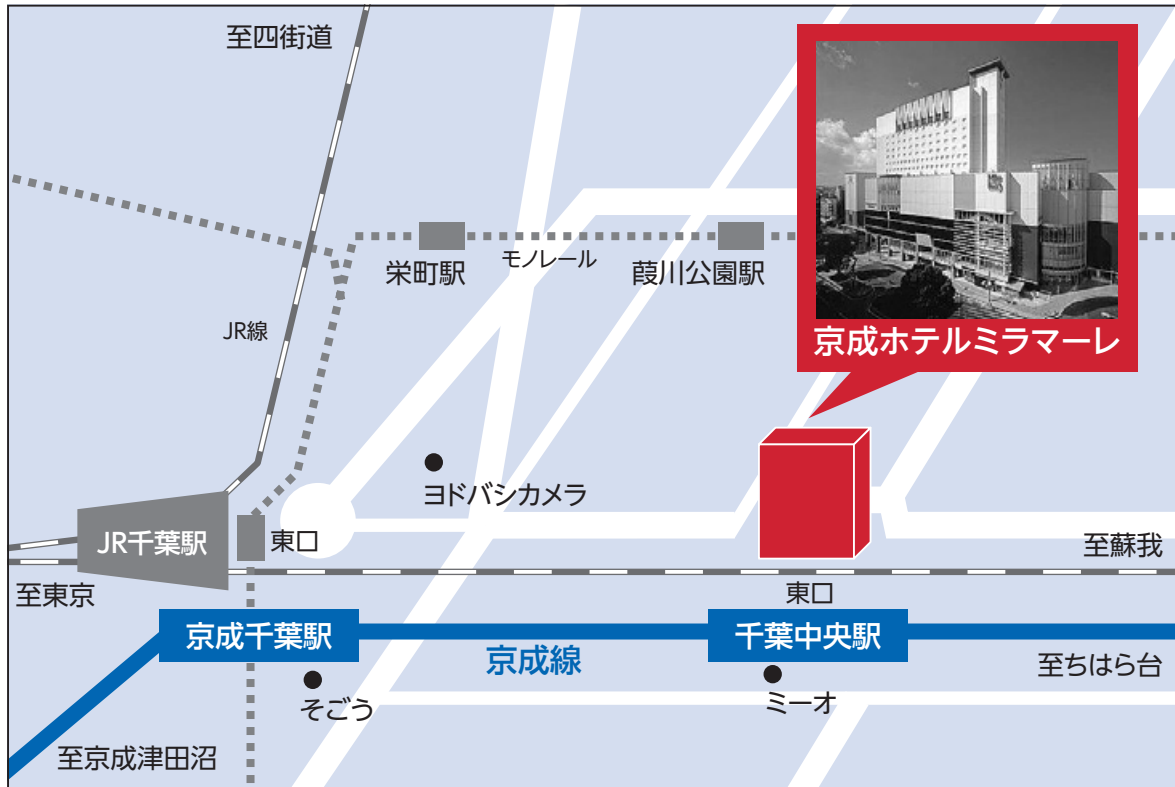 至四街道
栄町駅
モノレール
葭川公園駅
JR線
京成ホテルミラマーレ
ヨドバシカメラ
JR千葉駅
東口
至蘇我
至東京
東口
京成千葉駅
京成線
千葉中央駅
至ちはら台
そごう
ミーオ
至京成津田沼